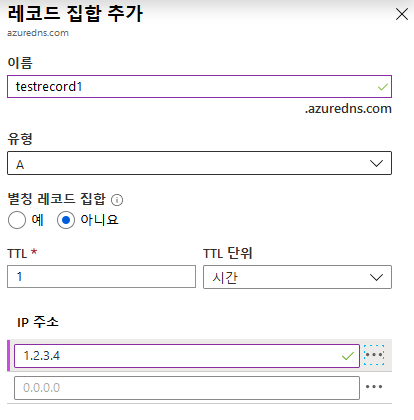 레코드 집합 추가
azuredns.com
이름
testrecord1
.azuredns.com
유형
A
별칭 레코드 집합
예 아니요
TTL * TTL 단위
1 시간
IP 주소
1.2.3.4
0.0.0.0